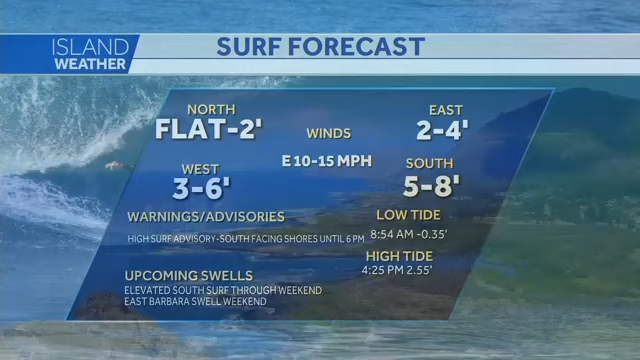 ISLAND
WEATHER
SURF FORECAST
NORTH
FLAT-2'
WINDS
E 10-15 MPH
EAST
2-4'
WEST
3-6'
SOUTH
5-8'
WARNINGS/ADVISORIES
HIGH SURF ADVISORY-SOUTH FACING SHORES UNTIL 6 PM
LOW TIDE
8:54 AM -0.35'
HIGH TIDE
4:25 PM 2.55'
UPCOMING SWELLS
ELEVATED SOUTH SURF THROUGH WEEKEND
EAST BARBARA SWELL WEEKEND